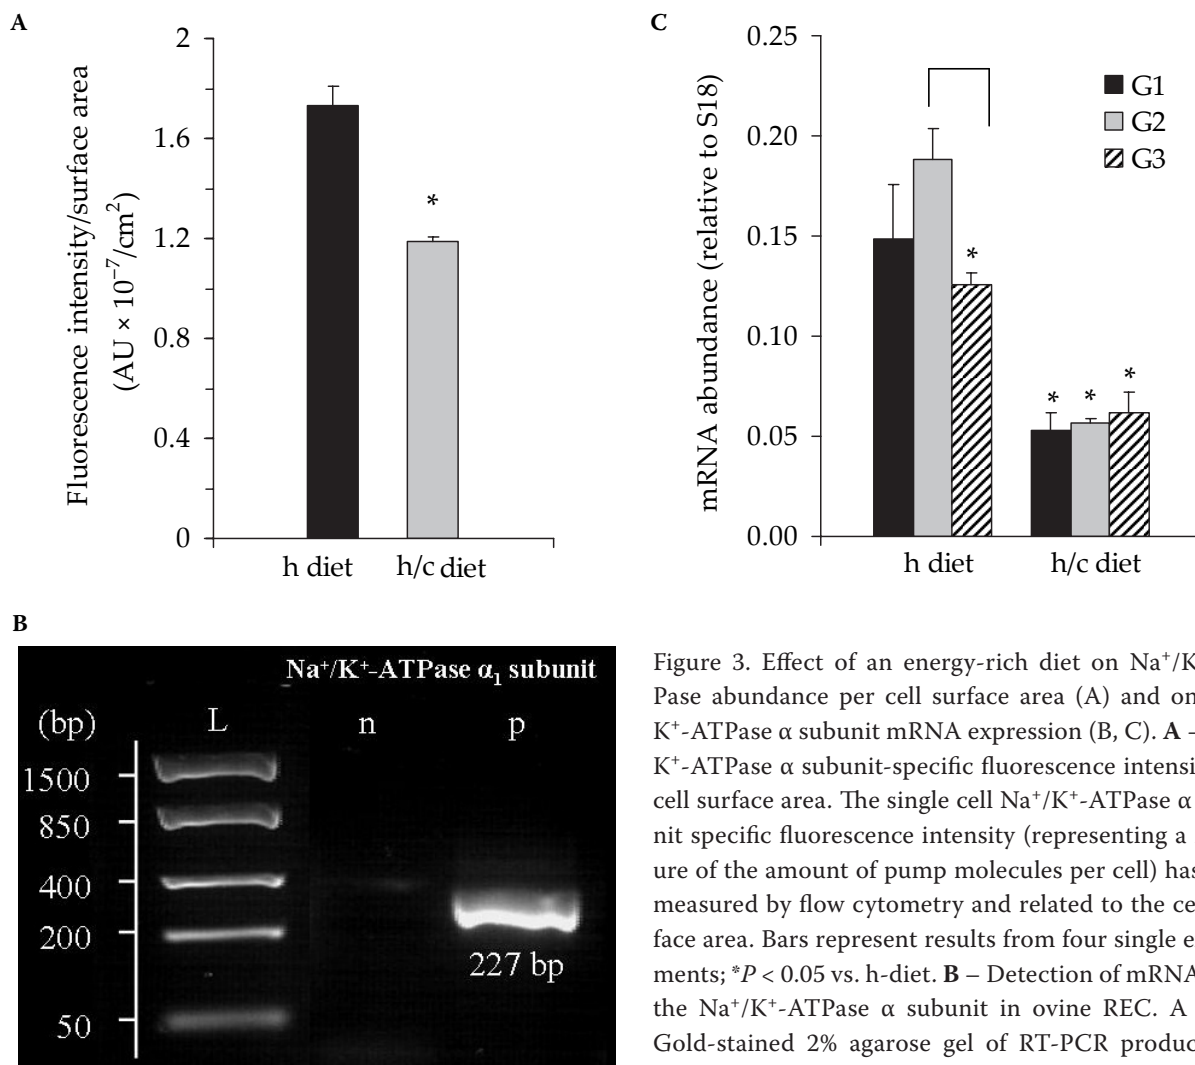 A
Fluorescence intensity/surface area
(AU × 10⁻⁷/cm²)
2
1.6
1.2
0.8
0.4
0
*
h diet
h/c diet
C
mRNA abundance (relative to S18)
0.25
0.20
0.15
0.10
0.05
0.00
G1
G2
G3
*
* * *
h diet
h/c diet
B
Na⁺/K⁺-ATPase α₁ subunit
(bp) L n p
1500
850
400
200
50
227 bp
Figure 3. Effect of an energy-rich diet on Na⁺/K
Pase abundance per cell surface area (A) and on
K⁺-ATPase α subunit mRNA expression (B, C). A –
K⁺-ATPase α subunit-specific fluorescence intensi
cell surface area. The single cell Na⁺/K⁺-ATPase α
nit specific fluorescence intensity (representing a
ure of the amount of pump molecules per cell) has
measured by flow cytometry and related to the ce
face area. Bars represent results from four single e
ments; *P < 0.05 vs. h-diet. B – Detection of mRNA
the Na⁺/K⁺-ATPase α subunit in ovine REC. A
Gold-stained 2% agarose gel of RT-PCR produc